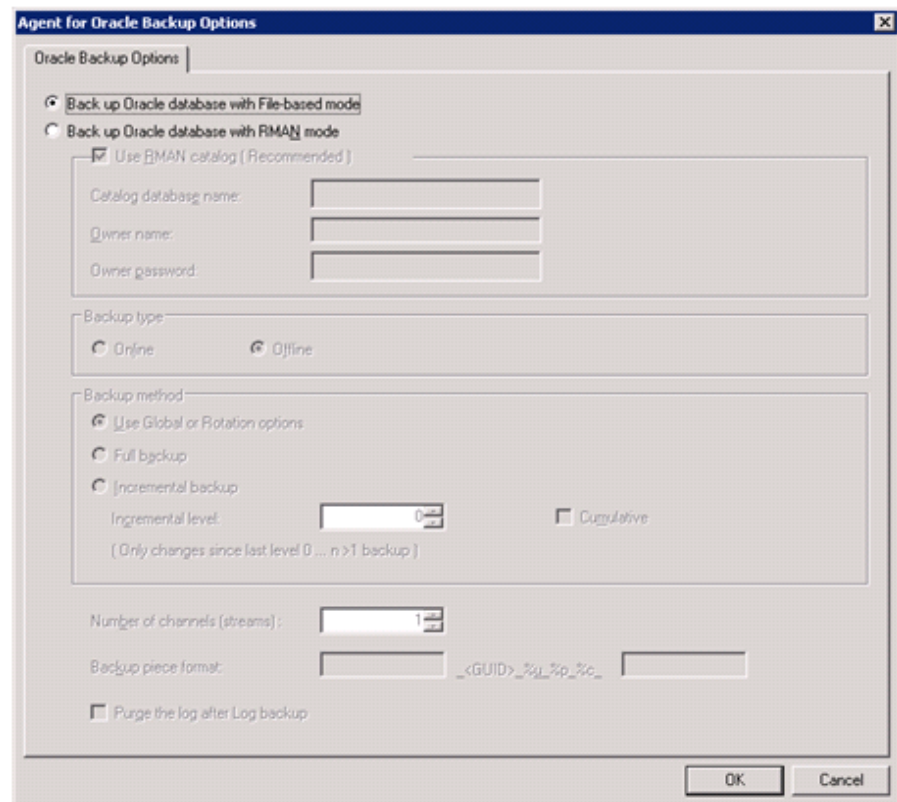 Agent for Oracle Backup Options
Oracle Backup Options
Back up Oracle database with File-based mode
Back up Oracle database with RMAN mode
Use RMAN catalog ( Recommended )
Catalog database name:
Owner name:
Owner password:
Backup type
Online Offline
Backup method
Use Global or Rotation options
Full backup
Incremental backup
Incremental level: 0 Cumulative
( Only changes since last level 0 ... n >1 backup )
Number of channels (streams) : 1
Backup piece format: _<GUID>_%u_%p_%c_
Purge the log after Log backup
OK Cancel